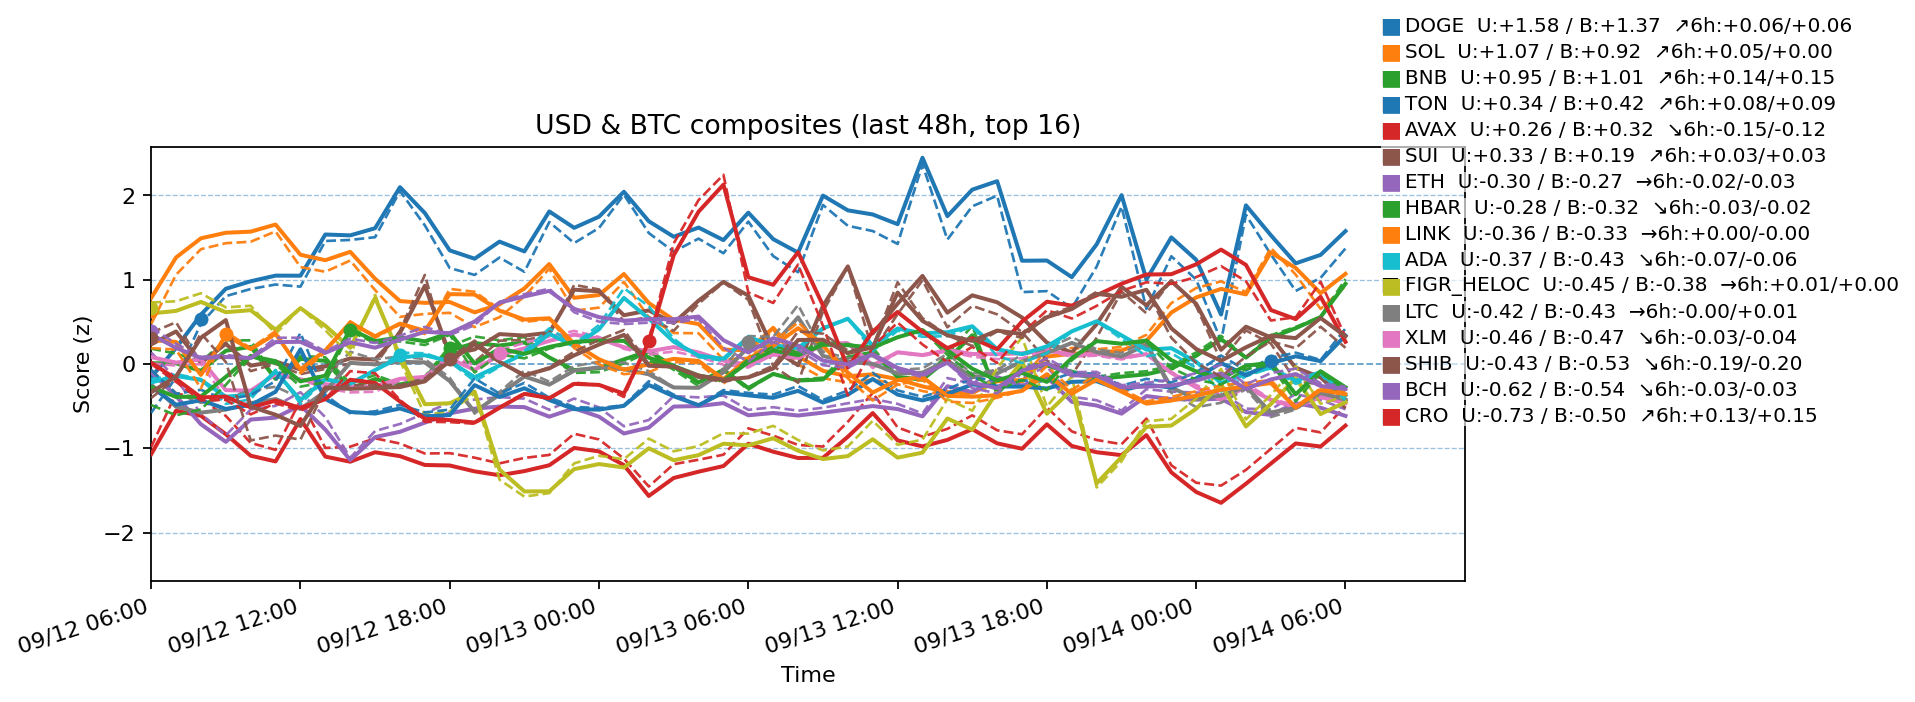 DOGE  U:+1.58 / B:+1.37  ↗6h:+0.06/+0.06
SOL  U:+1.07 / B:+0.92  ↗6h:+0.05/+0.00
BNB  U:+0.95 / B:+1.01  ↗6h:+0.14/+0.15
TON  U:+0.34 / B:+0.42  ↗6h:+0.08/+0.09
AVAX  U:+0.26 / B:+0.32  ↘6h:-0.15/-0.12
SUI  U:+0.33 / B:+0.19  ↗6h:+0.03/+0.03
ETH  U:-0.30 / B:-0.27  →6h:-0.02/-0.03
HBAR  U:-0.28 / B:-0.32  ↘6h:-0.03/-0.02
LINK  U:-0.36 / B:-0.33  →6h:+0.00/-0.00
ADA  U:-0.37 / B:-0.43  ↘6h:-0.07/-0.06
FIGR_HELOC  U:-0.45 / B:-0.38  →6h:+0.01/+0.00
LTC  U:-0.42 / B:-0.43  →6h:-0.00/+0.01
XLM  U:-0.46 / B:-0.47  ↘6h:-0.03/-0.04
SHIB  U:-0.43 / B:-0.53  ↘6h:-0.19/-0.20
BCH  U:-0.62 / B:-0.54  ↘6h:-0.03/-0.03
CRO  U:-0.73 / B:-0.50  ↗6h:+0.13/+0.15
USD & BTC composites (last 48h, top 16)
Score (z)
2
1
0
−1
−2
09/12 06:00
09/12 12:00
09/12 18:00
09/13 00:00
09/13 06:00
09/13 12:00
09/13 18:00
09/14 00:00
09/14 06:00
Time